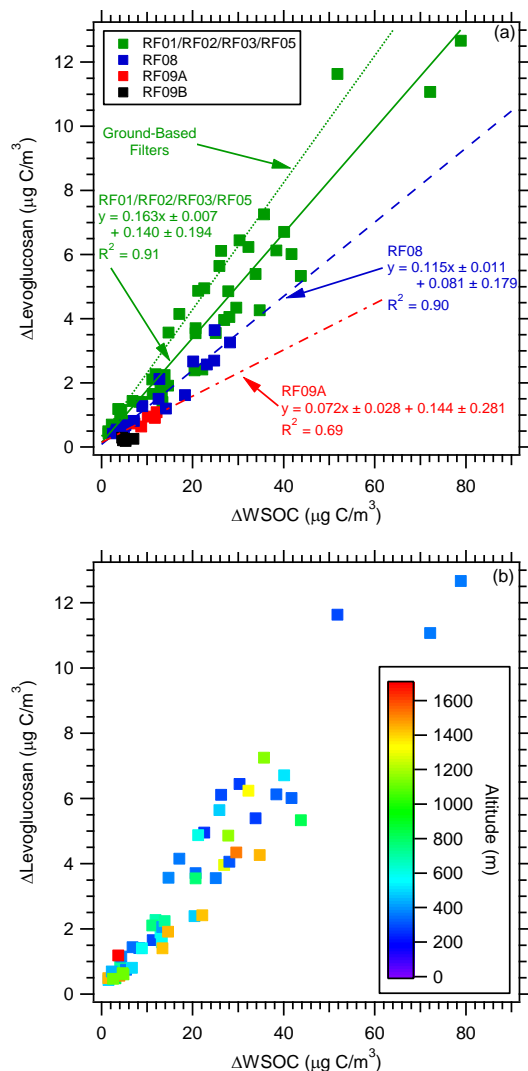 (a)
RF01/RF02/RF03/RF05
RF08
RF09A
RF09B
12
10
8
6
4
2
0
ΔLevoglucosan (μg C/m³)
Ground-Based
Filters
RF01/RF02/RF03/RF05
y = 0.163x ± 0.007
+ 0.140 ± 0.194
R² = 0.91
RF08
y = 0.115x ± 0.011
+ 0.081 ± 0.179
R² = 0.90
RF09A
y = 0.072x ± 0.028 + 0.144 ± 0.281
R² = 0.69
0 20 40 60 80
ΔWSOC (μg C/m³)
(b)
12
10
8
6
4
2
0
ΔLevoglucosan (μg C/m³)
1600
1400
1200
1000
800
600
400
200
0
Altitude (m)
0 20 40 60 80
ΔWSOC (μg C/m³)